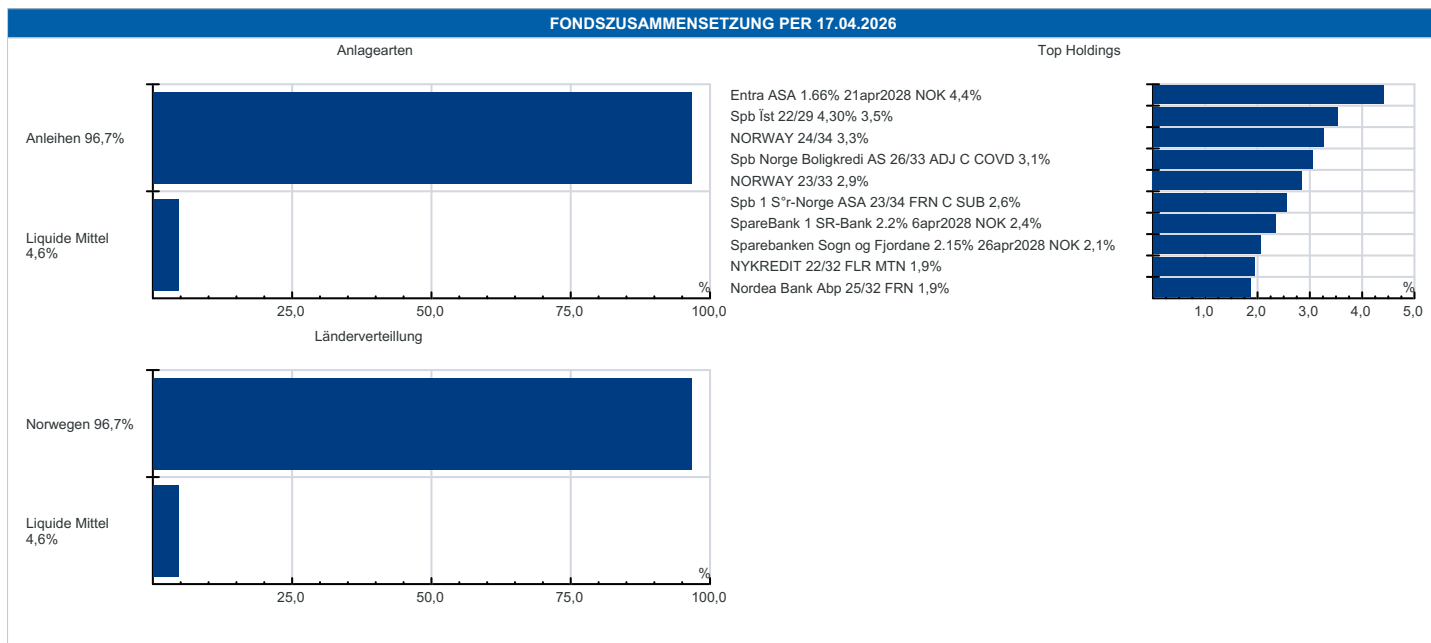 FONDSZUSAMMENSETZUNG PER 17.04.2026
Anlagearten
Anleihen 96,7%
Liquide Mittel
4,6%
%
25,0 50,0 75,0 100,0
Länderverteillung
Norwegen 96,7%
Liquide Mittel
4,6%
%
25,0 50,0 75,0 100,0
Top Holdings
Entra ASA 1.66% 21apr2028 NOK 4,4%
Spb Ïst 22/29 4,30% 3,5%
NORWAY 24/34 3,3%
Spb Norge Boligkredi AS 26/33 ADJ C COVD 3,1%
NORWAY 23/33 2,9%
Spb 1 S°r-Norge ASA 23/34 FRN C SUB 2,6%
SpareBank 1 SR-Bank 2.2% 6apr2028 NOK 2,4%
Sparebanken Sogn og Fjordane 2.15% 26apr2028 NOK 2,1%
NYKREDIT 22/32 FLR MTN 1,9%
Nordea Bank Abp 25/32 FRN 1,9%
%
1,0 2,0 3,0 4,0 5,0